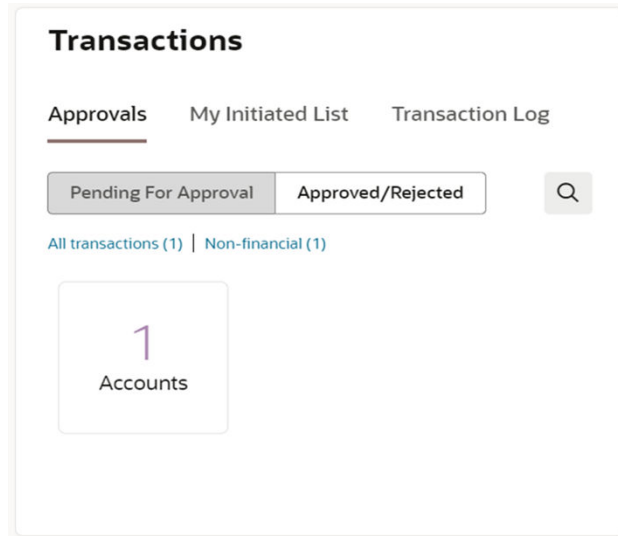 Transactions
Approvals My Initiated List Transaction Log
Pending For Approval Approved/Rejected
All transactions (1) | Non-financial (1)
1
Accounts